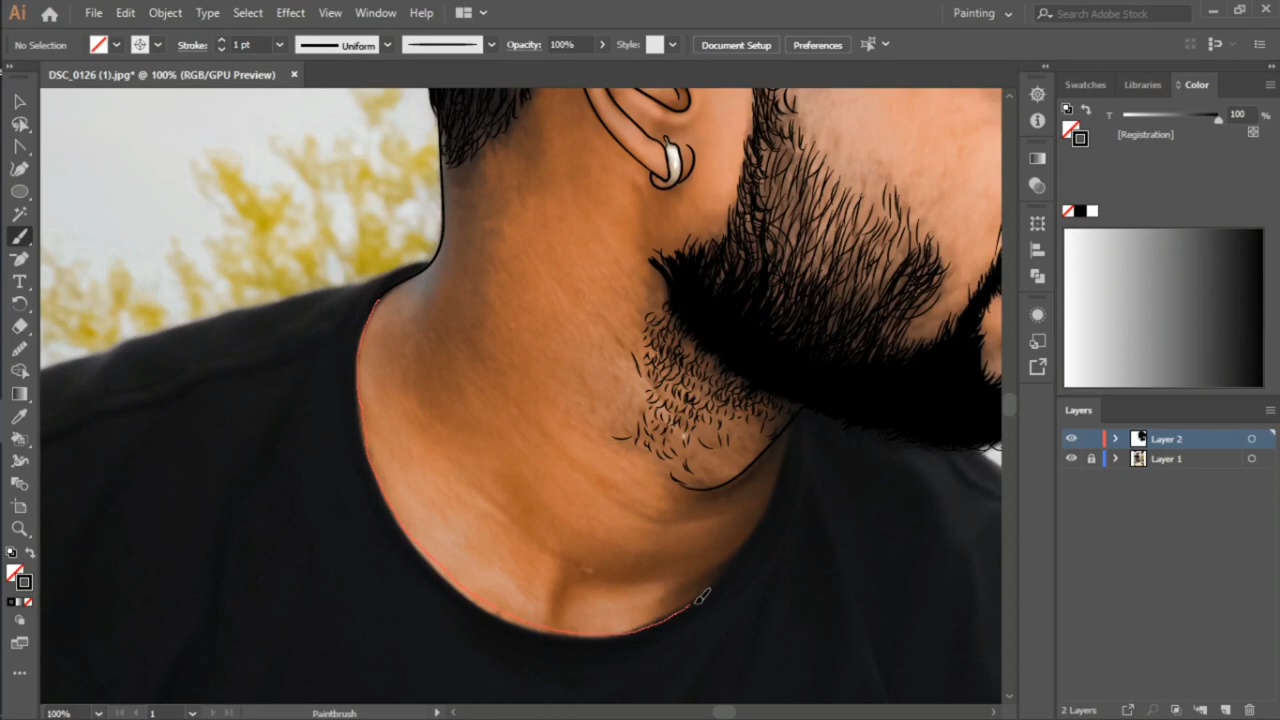 Ai File Edit Object Type Select Effect View Window Help Painting Search Adobe Stock
No Selection Stroke: 1 pt Uniform Opacity: 100% Style: Document Setup Preferences
DSC_0126 (1).jpg* @ 100% (RGB/GPU Preview) ×
Swatches Libraries Color
T 100 %
[Registration]
Layers
Layer 2
Layer 1
2 Layers
100% 1 Paintbrush